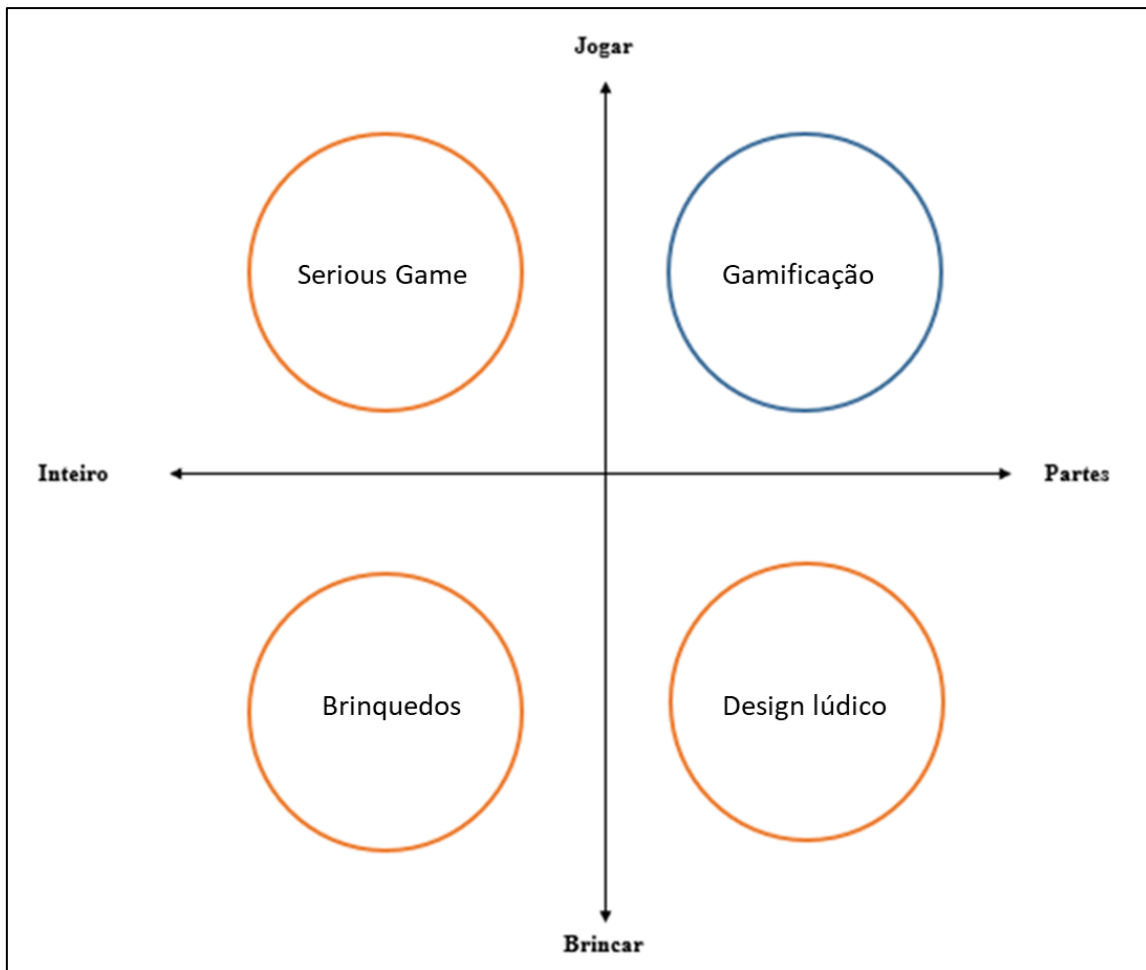 Jogar
Serious Game
Gamificação
Inteiro
Partes
Brinquedos
Design lúdico
Brincar